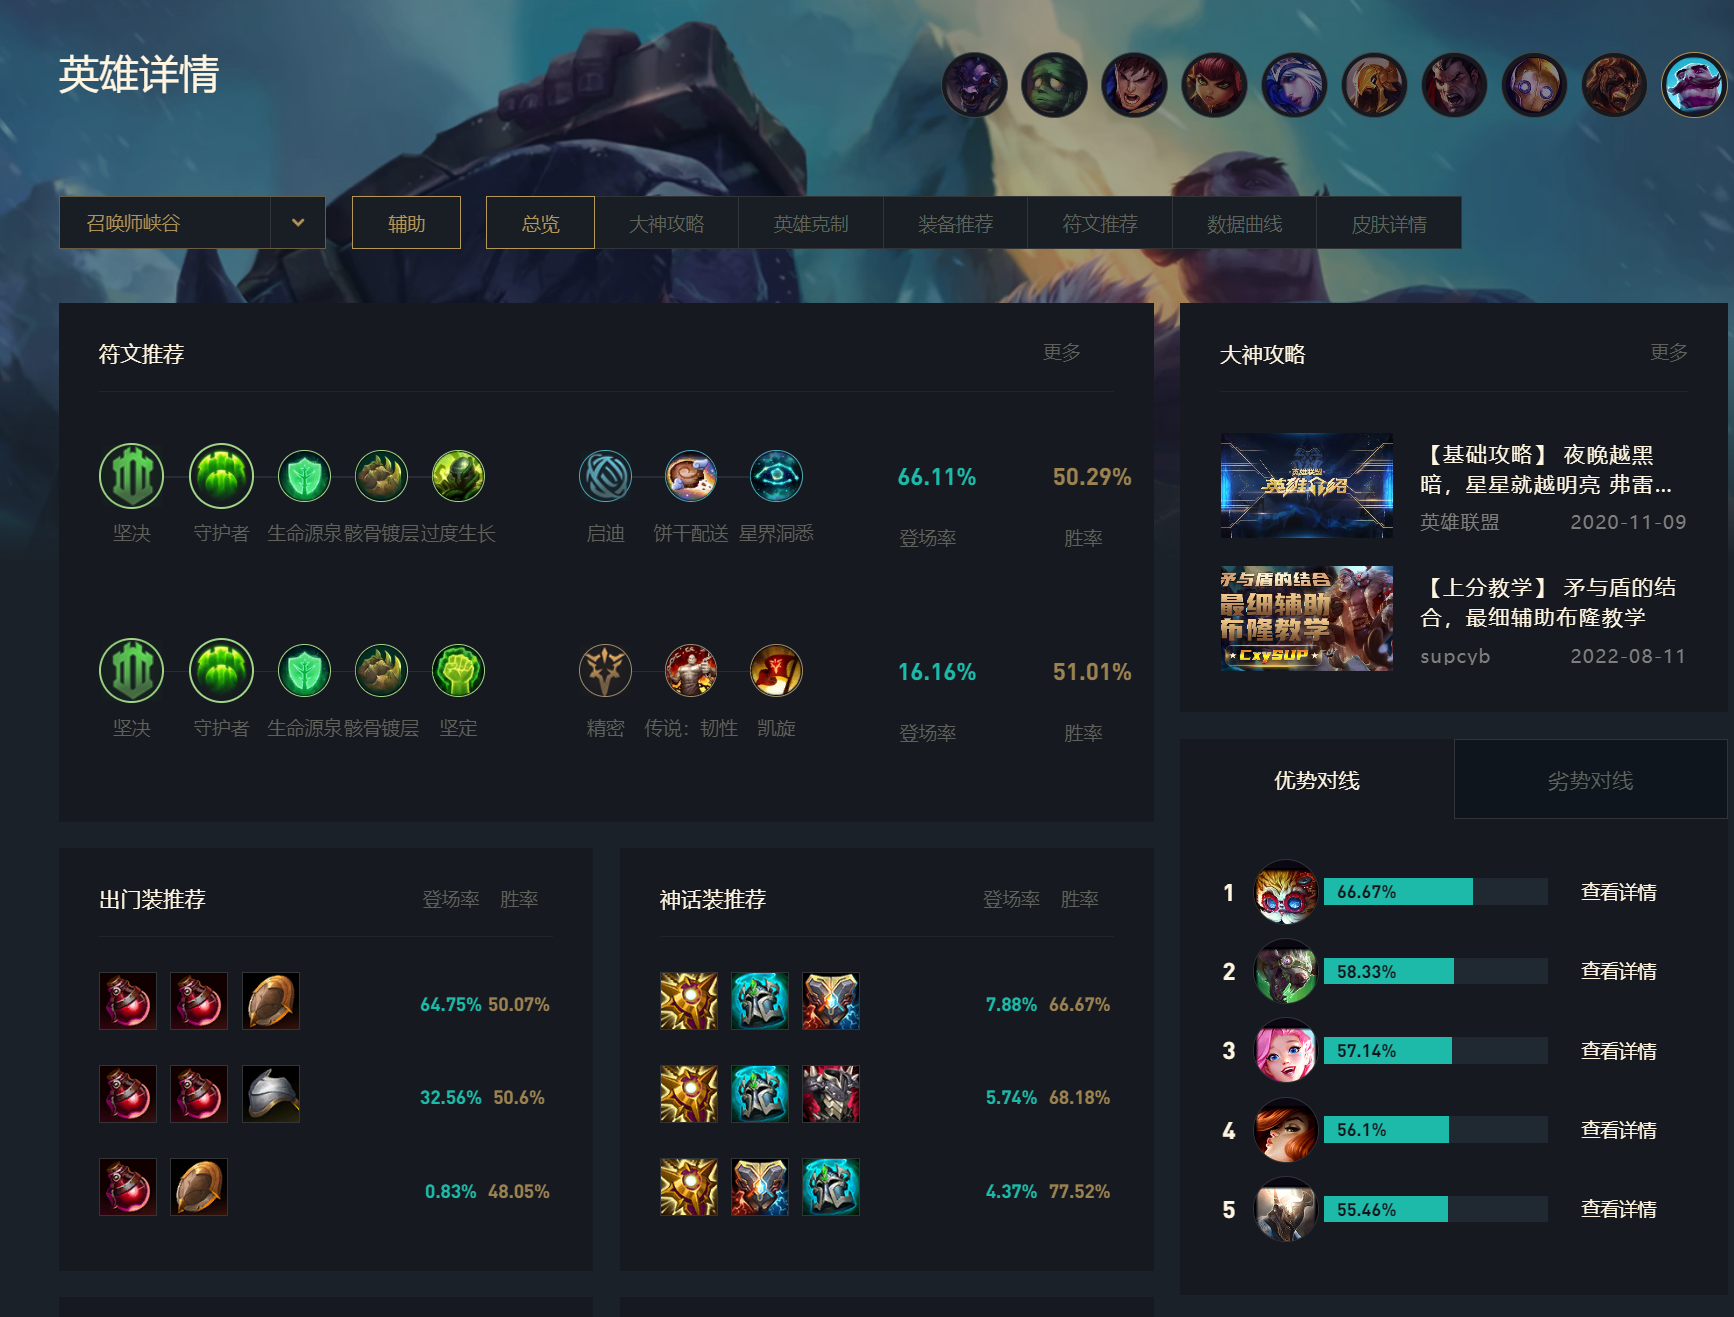 英雄详情
召唤师峡谷
辅助
总览
大神攻略
英雄克制
装备推荐
符文推荐
数据曲线
皮肤详情
符文推荐
更多
坚决
守护者
生命源泉
骸骨镀层
过度生长
启迪
饼干配送
星界洞悉
66.11%
登场率
50.29%
胜率
坚决
守护者
生命源泉
骸骨镀层
坚定
精密
传说：韧性
凯旋
16.16%
登场率
51.01%
胜率
大神攻略
更多
英雄联盟
英雄介绍
【基础攻略】 夜晚越黑
暗，星星就越明亮 弗雷...
英雄联盟
2020-11-09
矛与盾的结合
最细辅助
布隆教学
CxySUP
【上分教学】 矛与盾的结
合，最细辅助布隆教学
supcyb
2022-08-11
出门装推荐
登场率
胜率
64.75% 50.07%
32.56% 50.6%
0.83% 48.05%
神话装推荐
登场率
胜率
7.88% 66.67%
5.74% 68.18%
4.37% 77.52%
优势对线
劣势对线
1 66.67% 查看详情
2 58.33% 查看详情
3 57.14% 查看详情
4 56.1% 查看详情
5 55.46% 查看详情